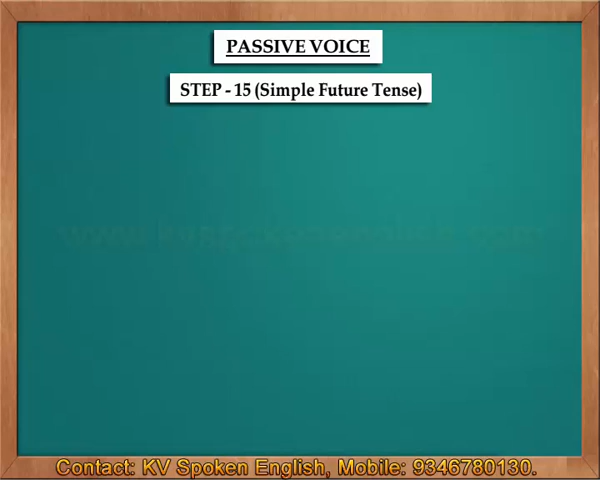 PASSIVE VOICE
STEP - 15 (Simple Future Tense)
Contact: KV Spoken English, Mobile: 9346780130.